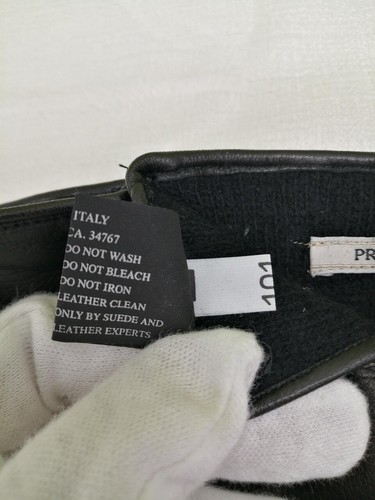 ITALY
CA. 34767
DO NOT WASH
DO NOT BLEACH
DO NOT IRON
LEATHER CLEAN
ONLY BY SUEDE AND
LEATHER EXPERTS
101
PR